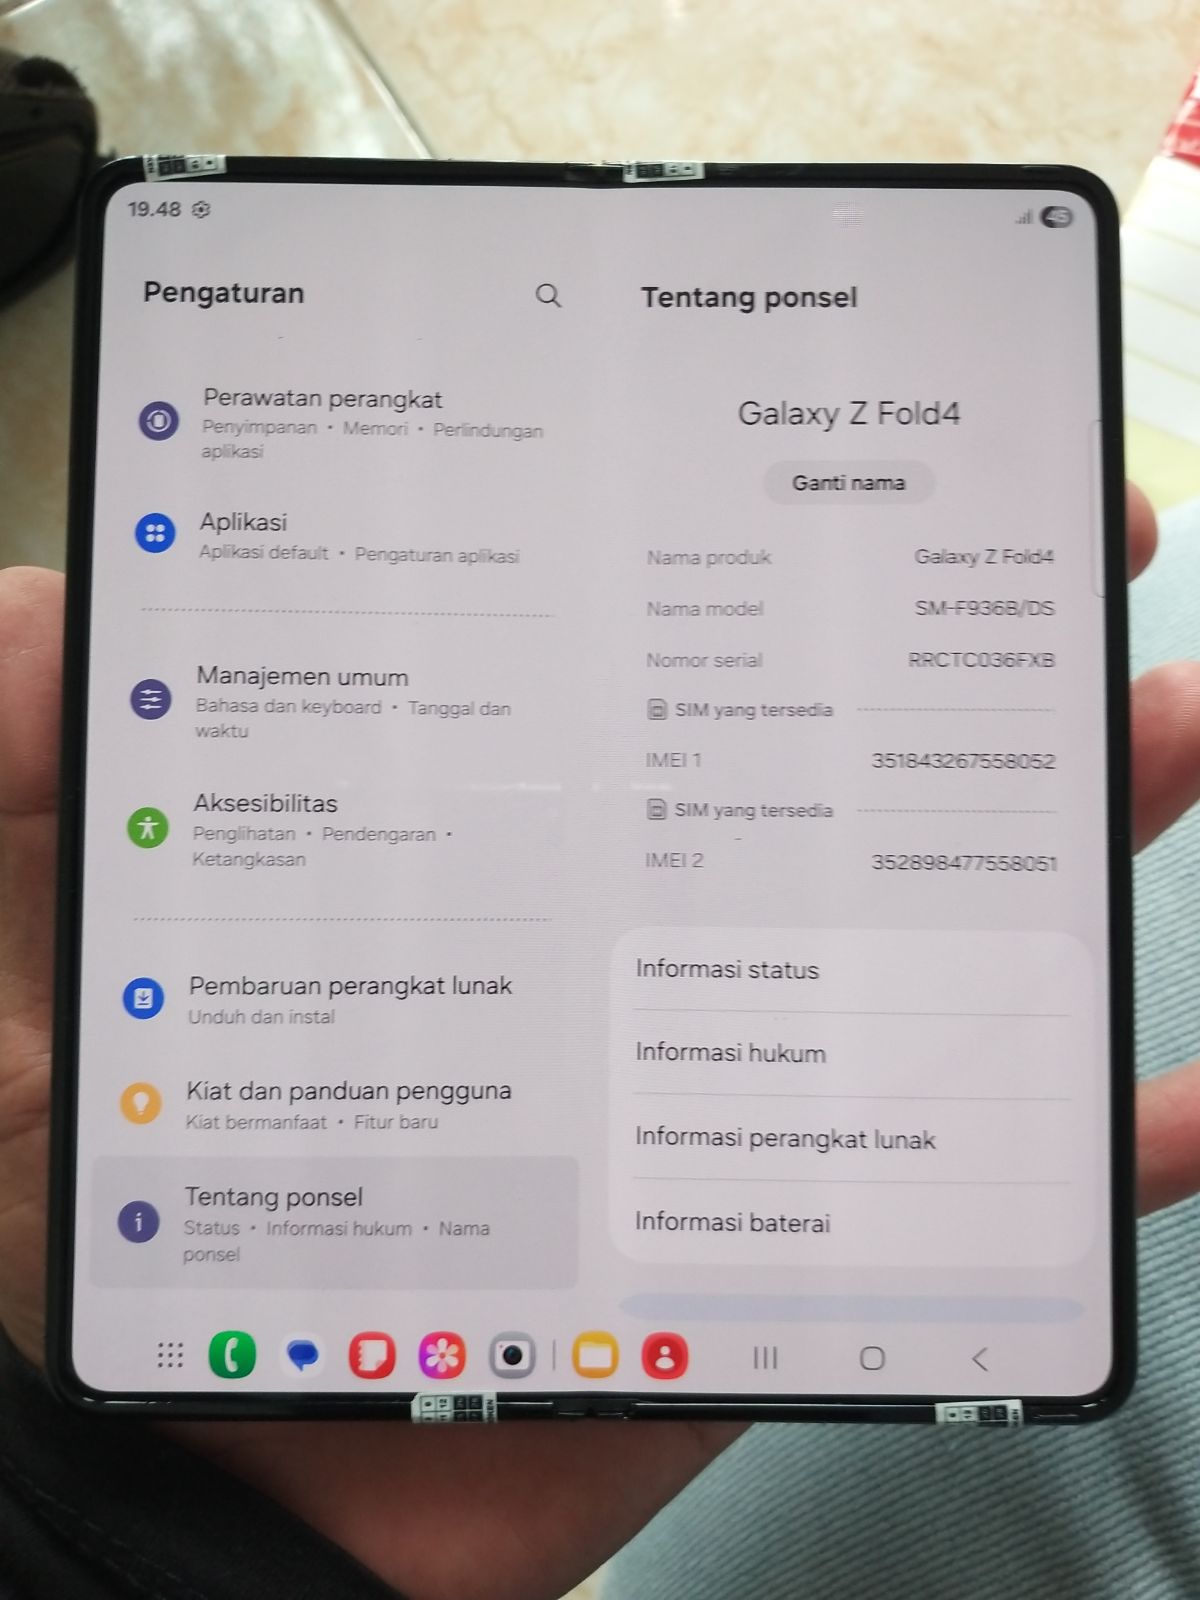 19.48
45
Pengaturan
Perawatan perangkat
Penyimpanan • Memori • Perlindungan
aplikasi
Aplikasi
Aplikasi default • Pengaturan aplikasi
Manajemen umum
Bahasa dan keyboard • Tanggal dan
waktu
Aksesibilitas
Penglihatan • Pendengaran •
Ketangkasan
Pembaruan perangkat lunak
Unduh dan instal
Kiat dan panduan pengguna
Kiat bermanfaat • Fitur baru
Tentang ponsel
Status • Informasi hukum • Nama
ponsel
Tentang ponsel
Galaxy Z Fold4
Ganti nama
Nama produk Galaxy Z Fold4
Nama model SM-F936B/DS
Nomor serial RRCTC036FXB
SIM yang tersedia
IMEI 1 351843267558052
SIM yang tersedia
IMEI 2 352898477558051
Informasi status
Informasi hukum
Informasi perangkat lunak
Informasi baterai